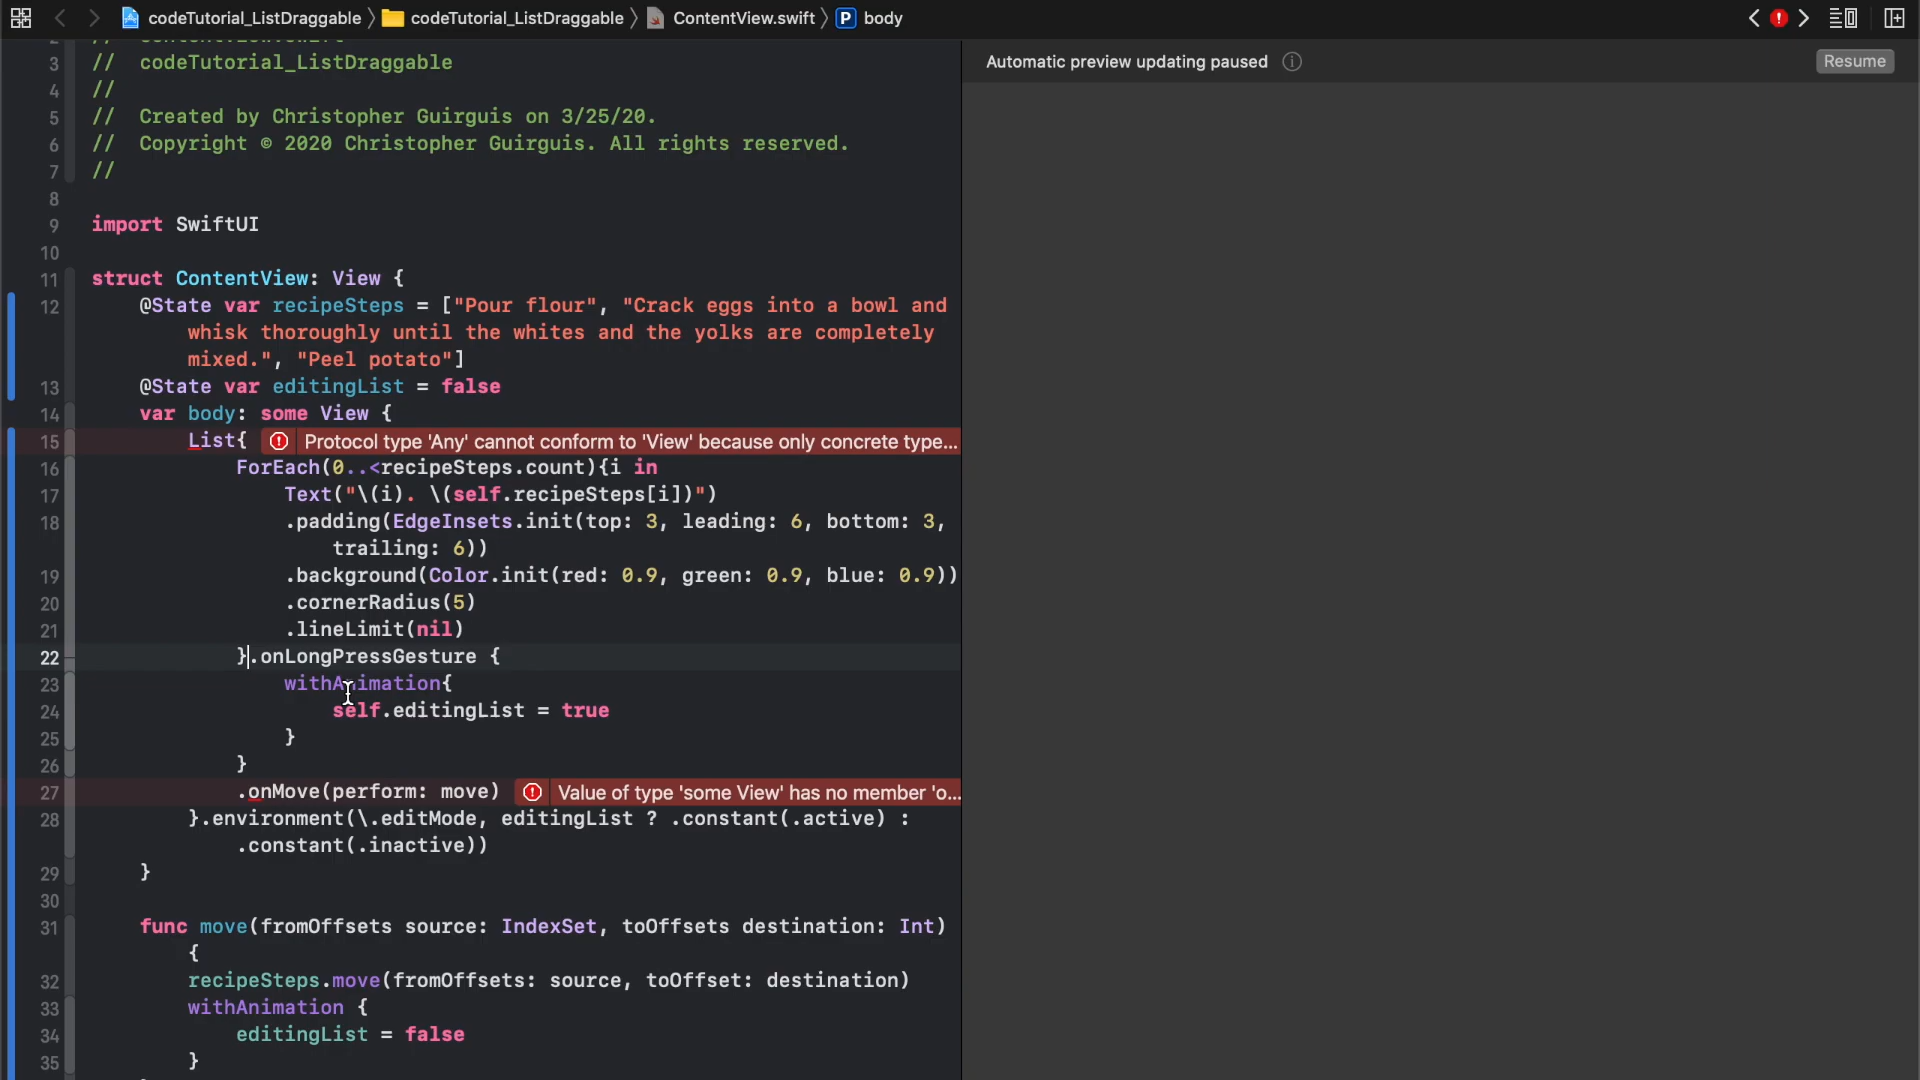 codeTutorial_ListDraggable 〉 codeTutorial_ListDraggable 〉 ContentView.swift 〉 P body
Automatic preview updating paused
Resume
2 //
3 //  codeTutorial_ListDraggable
4 //
5 //  Created by Christopher Guirguis on 3/25/20.
6 //  Copyright © 2020 Christopher Guirguis. All rights reserved.
7 //
8
9 import SwiftUI
10
11 struct ContentView: View {
12 @State var recipeSteps = ["Pour flour", "Crack eggs into a bowl and
whisk thoroughly until the whites and the yolks are completely
mixed.", "Peel potato"]
13 @State var editingList = false
14 var body: some View {
15 List{ Protocol type 'Any' cannot conform to 'View' because only concrete type...
16 ForEach(0..<recipeSteps.count){i in
17 Text("\(i). \(self.recipeSteps[i])")
18 .padding(EdgeInsets.init(top: 3, leading: 6, bottom: 3,
trailing: 6))
19 .background(Color.init(red: 0.9, green: 0.9, blue: 0.9))
20 .cornerRadius(5)
21 .lineLimit(nil)
22 }.onLongPressGesture {
23 withAnimation{
24 self.editingList = true
25 }
26 }
27 .onMove(perform: move) Value of type 'some View' has no member 'o...
28 }.environment(\.editMode, editingList ? .constant(.active) :
.constant(.inactive))
29 }
30
31 func move(fromOffsets source: IndexSet, toOffsets destination: Int)
{
32 recipeSteps.move(fromOffsets: source, toOffset: destination)
33 withAnimation {
34 editingList = false
35 }